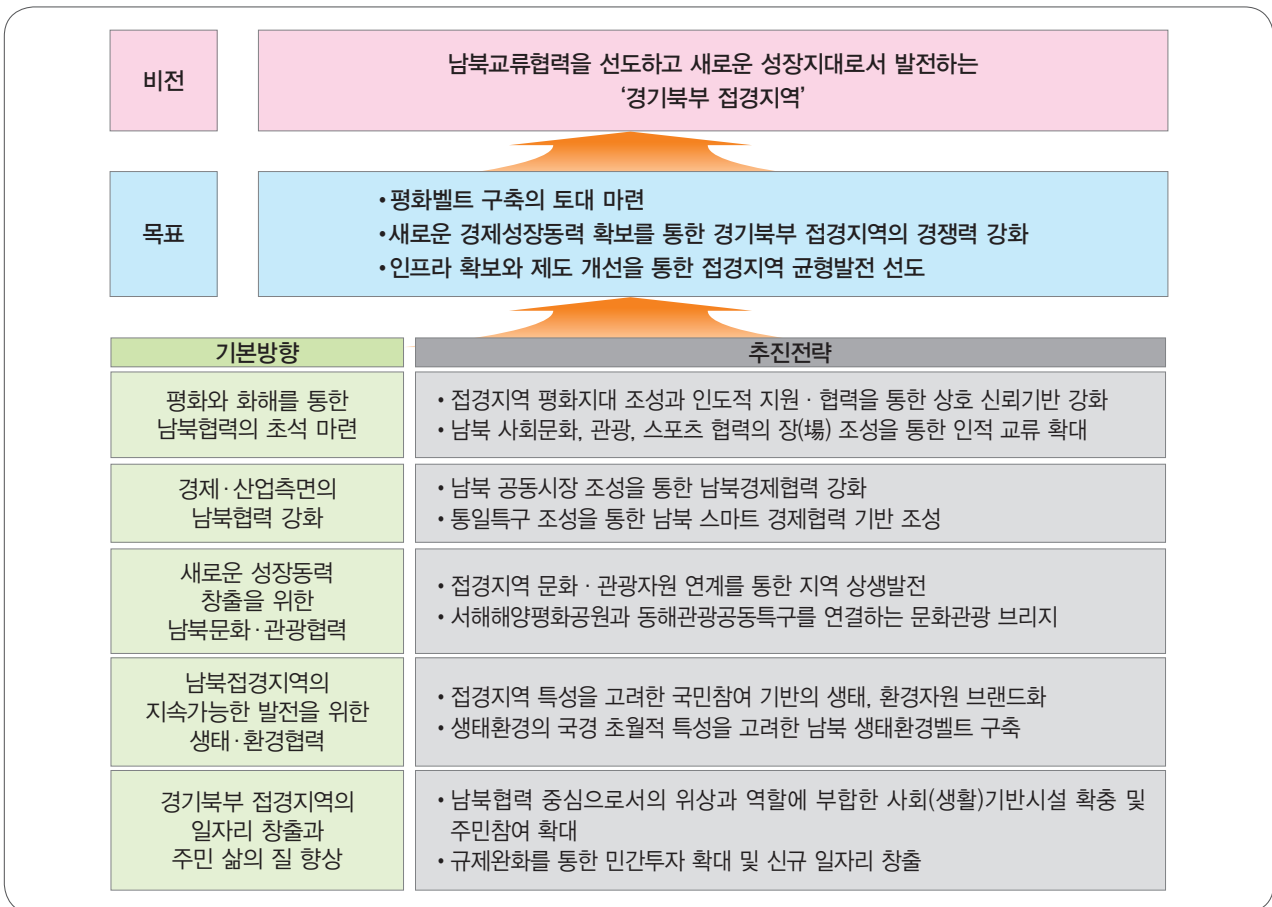 비전
남북교류협력을 선도하고 새로운 성장지대로서 발전하는
‘경기북부 접경지역’
목표
•평화벨트 구축의 토대 마련
•새로운 경제성장동력 확보를 통한 경기북부 접경지역의 경쟁력 강화
•인프라 확보와 제도 개선을 통한 접경지역 균형발전 선도
기본방향
추진전략
평화와 화해를 통한
남북협력의 초석 마련
• 접경지역 평화지대 조성과 인도적 지원 · 협력을 통한 상호 신뢰기반 강화
• 남북 사회문화, 관광, 스포츠 협력의 장(場) 조성을 통한 인적 교류 확대
경제·산업측면의
남북협력 강화
• 남북 공동시장 조성을 통한 남북경제협력 강화
• 통일특구 조성을 통한 남북 스마트 경제협력 기반 조성
새로운 성장동력
창출을 위한
남북문화·관광협력
• 접경지역 문화 · 관광자원 연계를 통한 지역 상생발전
• 서해해양평화공원과 동해관광공동특구를 연결하는 문화관광 브리지
남북접경지역의
지속가능한 발전을 위한
생태·환경협력
• 접경지역 특성을 고려한 국민참여 기반의 생태, 환경자원 브랜드화
• 생태환경의 국경 초월적 특성을 고려한 남북 생태환경벨트 구축
경기북부 접경지역의
일자리 창출과
주민 삶의 질 향상
• 남북협력 중심으로서의 위상과 역할에 부합한 사회(생활)기반시설 확충 및
주민참여 확대
• 규제완화를 통한 민간투자 확대 및 신규 일자리 창출